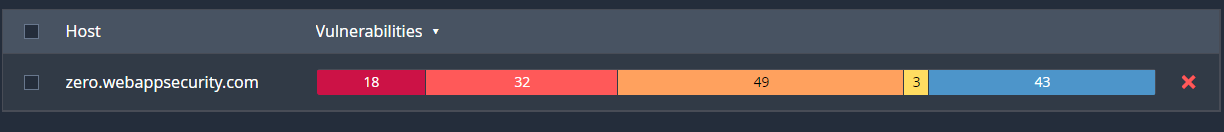 Host Vulnerabilities ▼
zero.webappsecurity.com 18 32 49 3 43